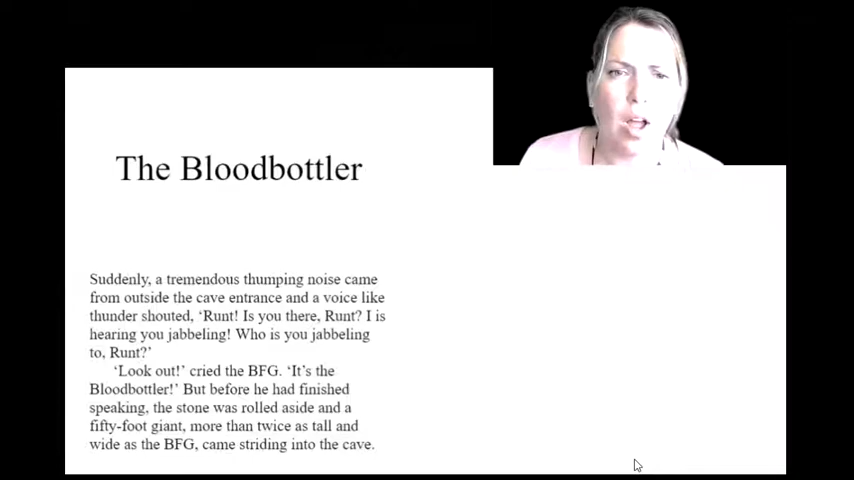 The Bloodbottler
Suddenly, a tremendous thumping noise came
from outside the cave entrance and a voice like
thunder shouted, ‘Runt! Is you there, Runt? I is
hearing you jabbeling! Who is you jabbeling
to, Runt?’
‘Look out!’ cried the BFG. ‘It’s the
Bloodbottler!’ But before he had finished
speaking, the stone was rolled aside and a
fifty-foot giant, more than twice as tall and
wide as the BFG, came striding into the cave.